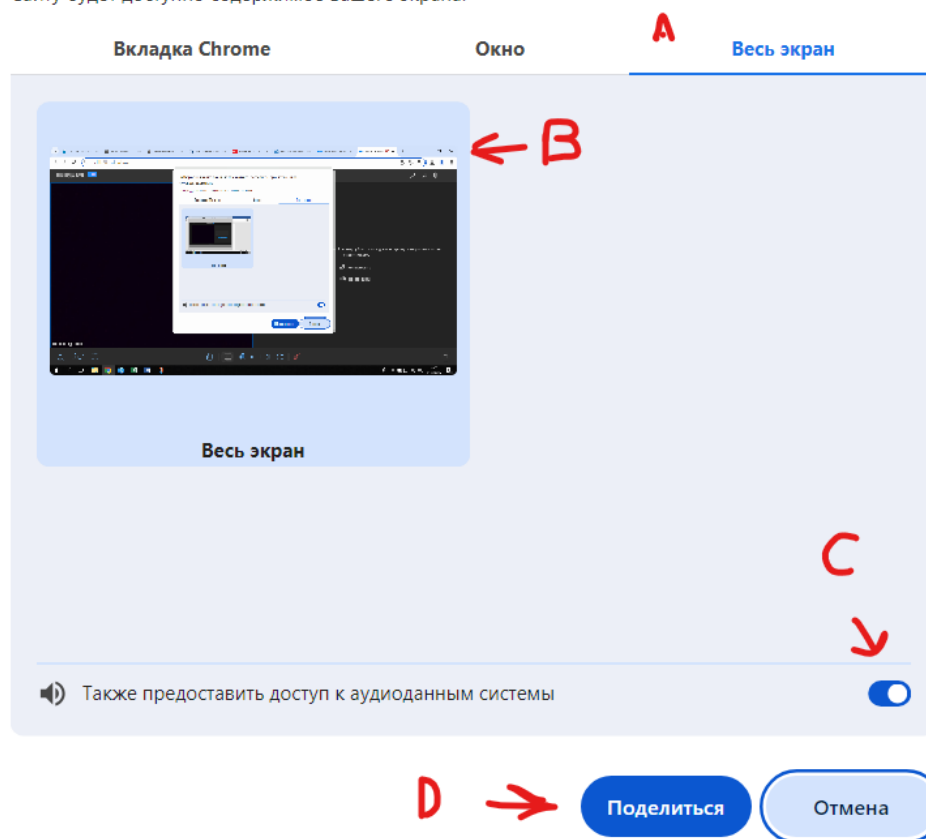 A
Вкладка Chrome Окно Весь экран
B
Весь экран
C
Также предоставить доступ к аудиоданным системы
D Поделиться Отмена